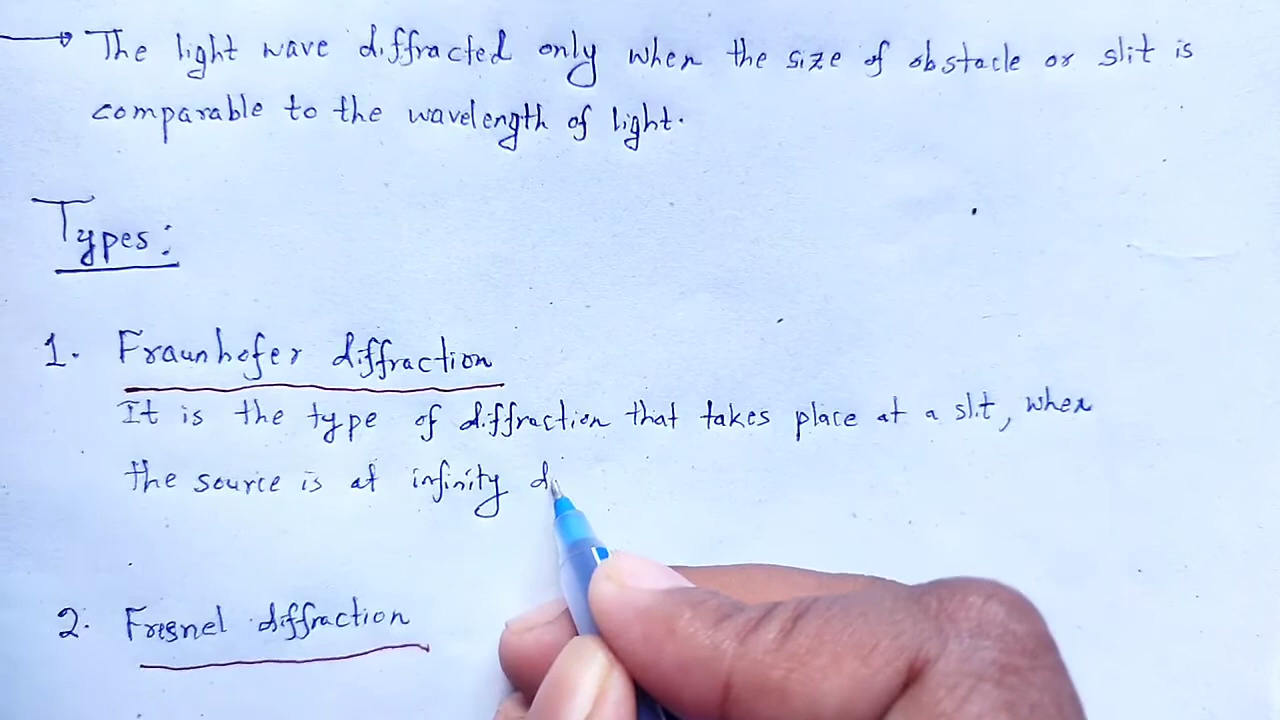 The light wave diffracted only when the size of obstacle or slit is
comparable to the wavelength of light.
Types:
1. Fraunhofer diffraction
It is the type of diffraction that takes place at a slit, when
the source is at infinity d
2. Fresnel diffraction